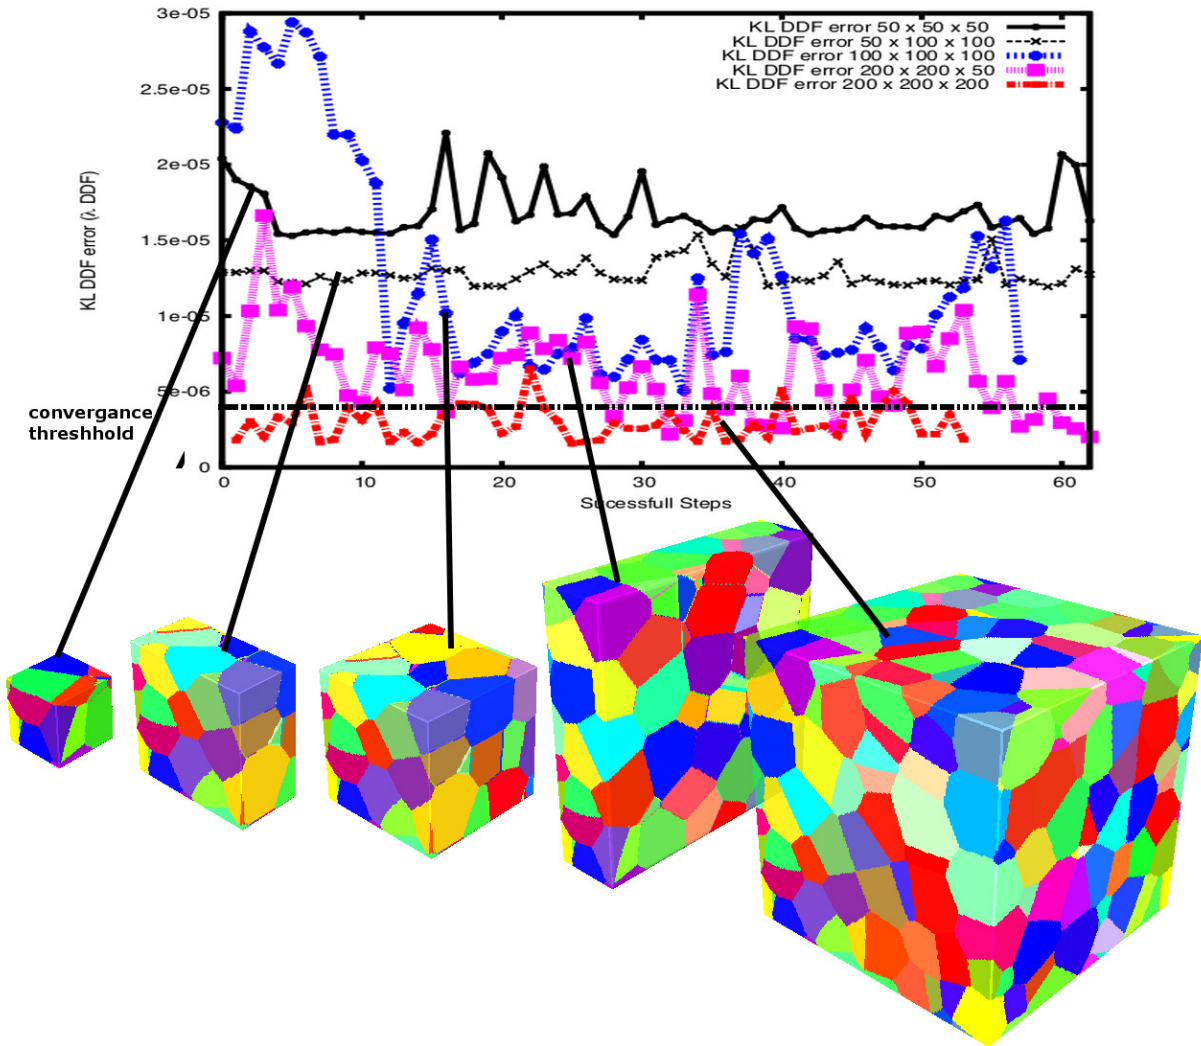 3e-05
KL DDF error 50 x 50 x 50
KL DDF error 50 x 100 x 100
KL DDF error 100 x 100 x 100
KL DDF error 200 x 200 x 50
KL DDF error 200 x 200 x 200
2.5e-05
2e-05
1.5e-05
1e-05
5e-06
0
KL DDF error (λ DDF)
convergance
threshhold
0 10 20 30 40 50 60
Sucessfull Steps